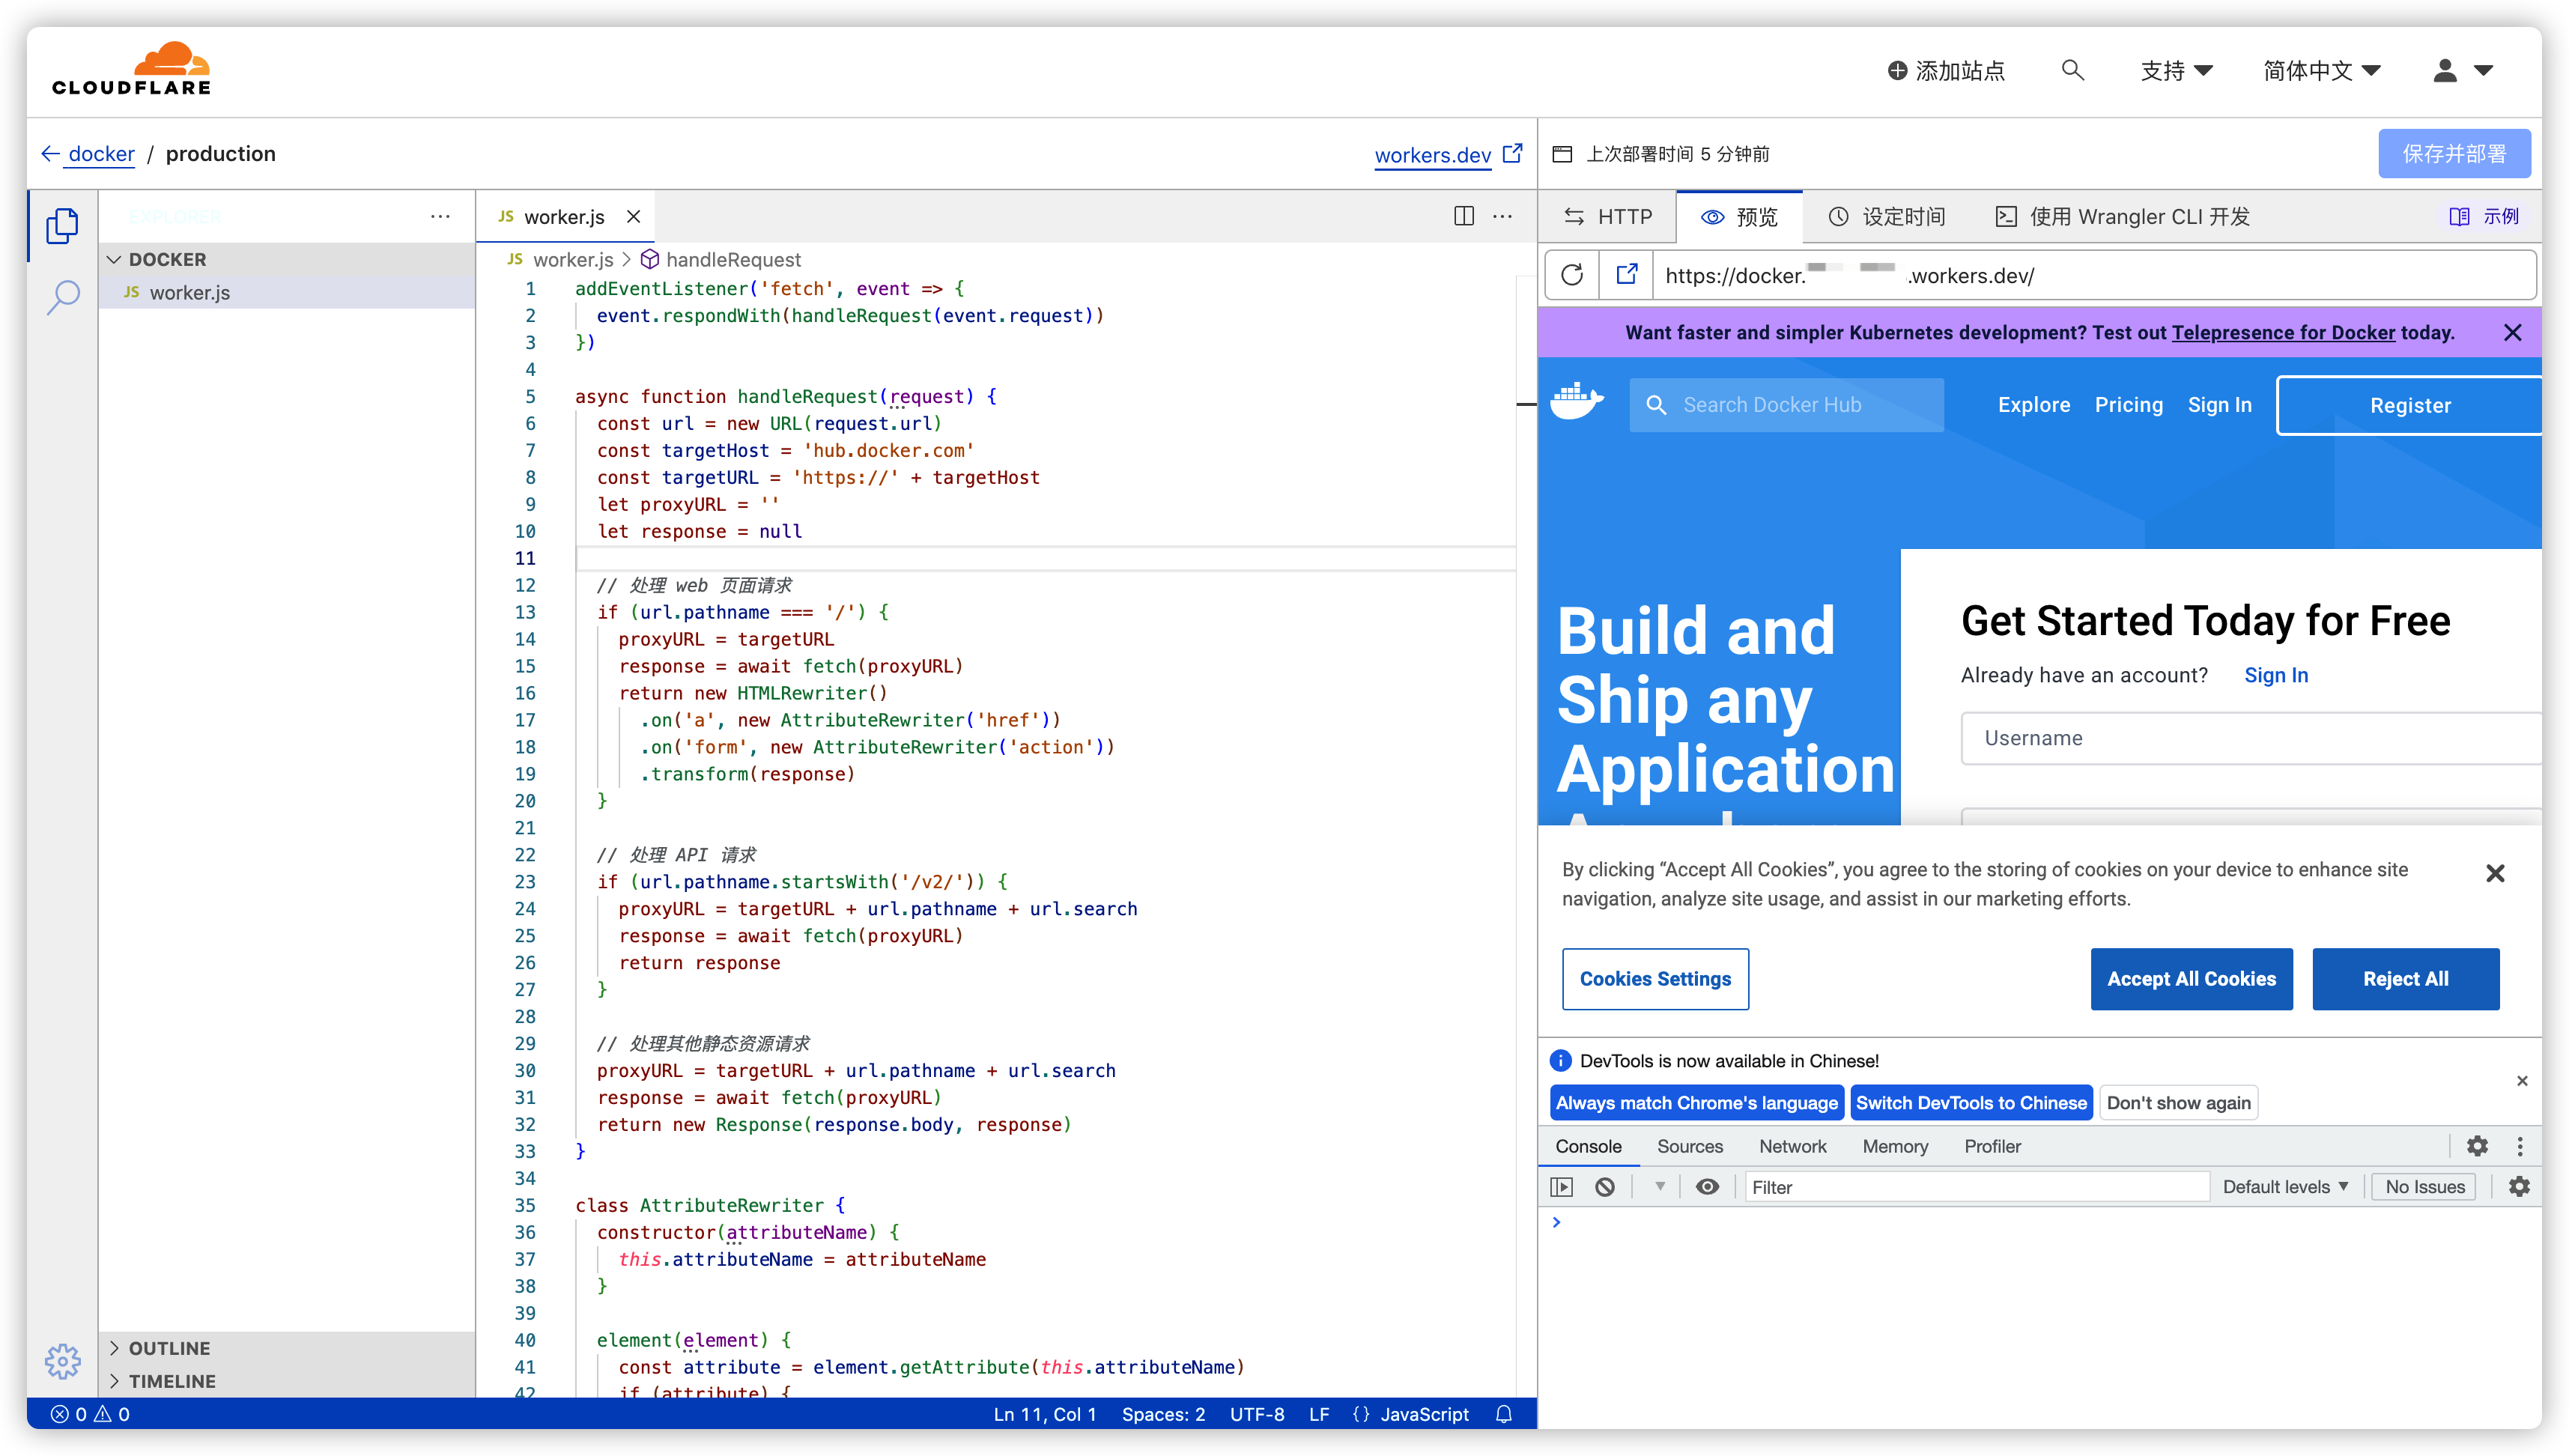 CLOUDFLARE
添加站点
支持
简体中文
docker / production
workers.dev
上次部署时间 5 分钟前
保存并部署
EXPLORER
DOCKER
JS worker.js
OUTLINE
TIMELINE
JS worker.js
JS worker.js > handleRequest
1 addEventListener('fetch', event => {
2 event.respondWith(handleRequest(event.request))
3 })
4
5 async function handleRequest(request) {
6 const url = new URL(request.url)
7 const targetHost = 'hub.docker.com'
8 const targetURL = 'https://' + targetHost
9 let proxyURL = ''
10 let response = null
11
12 // 处理 web 页面请求
13 if (url.pathname === '/') {
14 proxyURL = targetURL
15 response = await fetch(proxyURL)
16 return new HTMLRewriter()
17 .on('a', new AttributeRewriter('href'))
18 .on('form', new AttributeRewriter('action'))
19 .transform(response)
20 }
21
22 // 处理 API 请求
23 if (url.pathname.startsWith('/v2/')) {
24 proxyURL = targetURL + url.pathname + url.search
25 response = await fetch(proxyURL)
26 return response
27 }
28
29 // 处理其他静态资源请求
30 proxyURL = targetURL + url.pathname + url.search
31 response = await fetch(proxyURL)
32 return new Response(response.body, response)
33 }
34
35 class AttributeRewriter {
36 constructor(attributeName) {
37 this.attributeName = attributeName
38 }
39
40 element(element) {
41 const attribute = element.getAttribute(this.attributeName)
42 if (attribute) {
0 0
Ln 11, Col 1 Spaces: 2 UTF-8 LF {} JavaScript
HTTP
预览
设定时间
使用 Wrangler CLI 开发
示例
https://docker. .workers.dev/
Want faster and simpler Kubernetes development? Test out Telepresence for Docker today.
Search Docker Hub
Explore Pricing Sign In Register
Build and
Ship any
Application
Get Started Today for Free
Already have an account? Sign In
Username
By clicking “Accept All Cookies”, you agree to the storing of cookies on your device to enhance site
navigation, analyze site usage, and assist in our marketing efforts.
Cookies Settings
Accept All Cookies
Reject All
DevTools is now available in Chinese!
Always match Chrome's language
Switch DevTools to Chinese
Don't show again
Console Sources Network Memory Profiler
Filter
Default levels
No Issues